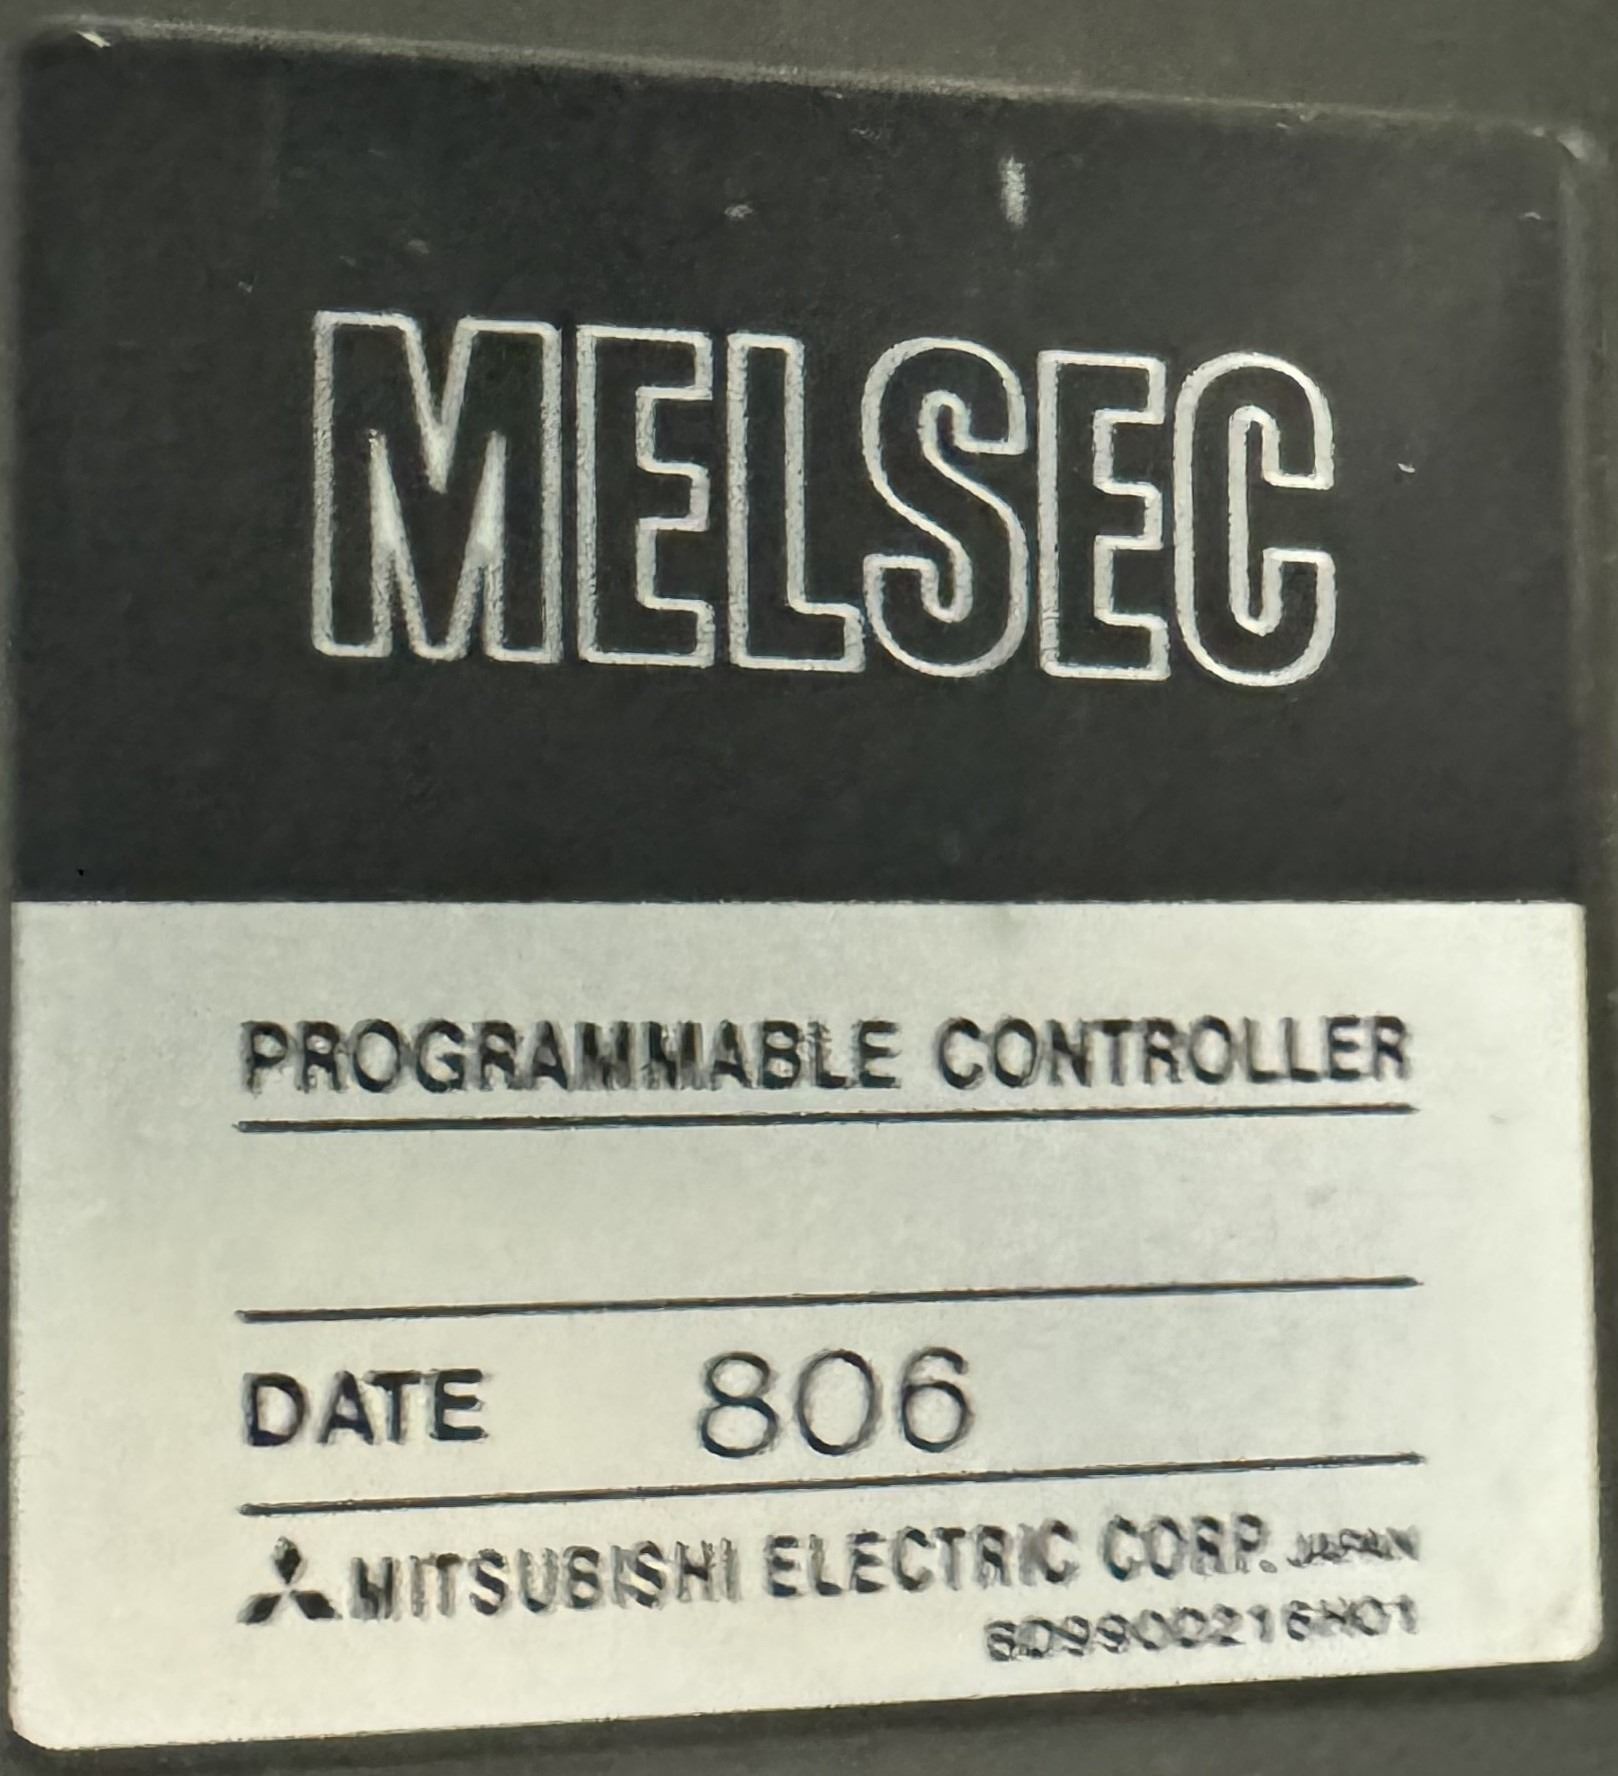 MELSEC
PROGRAMMABLE CONTROLLER
DATE 806
MITSUBISHI ELECTRIC CORP. JAPAN